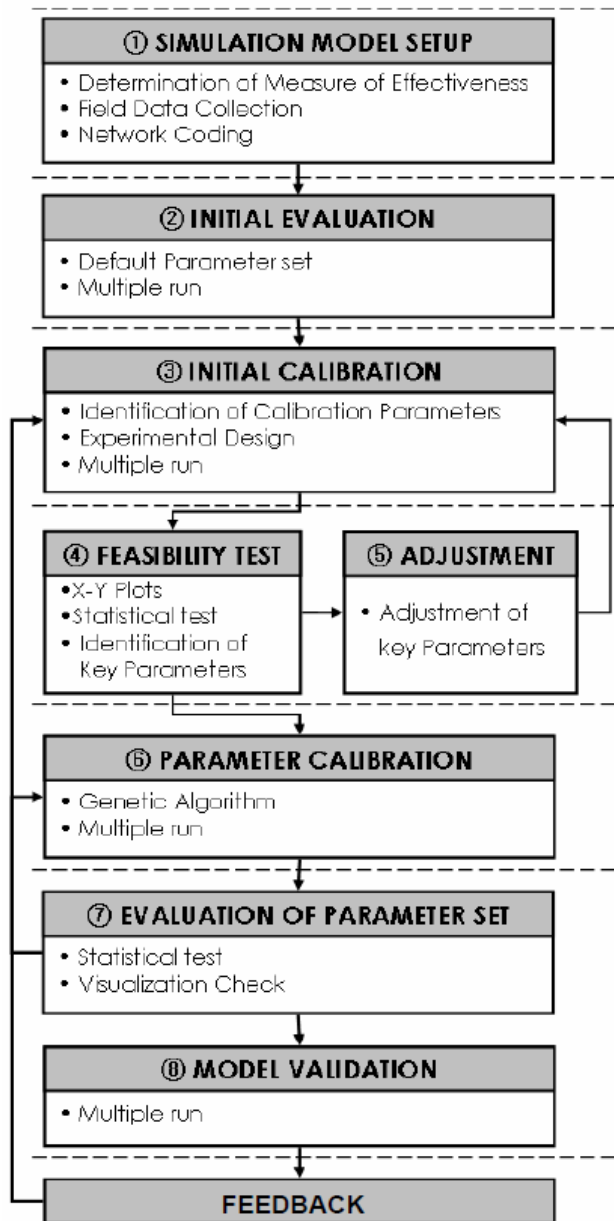 ① SIMULATION MODEL SETUP
• Determination of Measure of Effectiveness
• Field Data Collection
• Network Coding
② INITIAL EVALUATION
• Default Parameter set
• Multiple run
③ INITIAL CALIBRATION
• Identification of Calibration Parameters
• Experimental Design
• Multiple run
④ FEASIBILITY TEST
•X-Y Plots
•Statistical test
• Identification of
Key Parameters
⑤ ADJUSTMENT
• Adjustment of
key Parameters
⑥ PARAMETER CALIBRATION
• Genetic Algorithm
• Multiple run
⑦ EVALUATION OF PARAMETER SET
• Statistical test
• Visualization Check
⑧ MODEL VALIDATION
• Multiple run
FEEDBACK